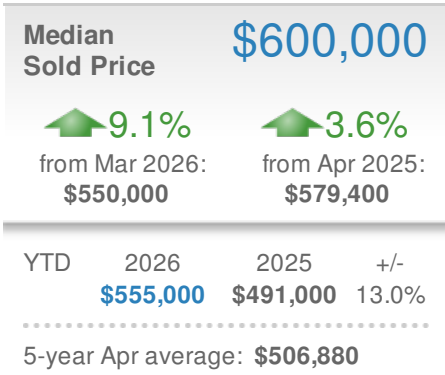 Median $600,000
Sold Price
9.1% 3.6%
from Mar 2026: from Apr 2025:
$550,000 $579,400
YTD 2026 2025 +/-
$555,000 $491,000 13.0%
5-year Apr average: $506,880